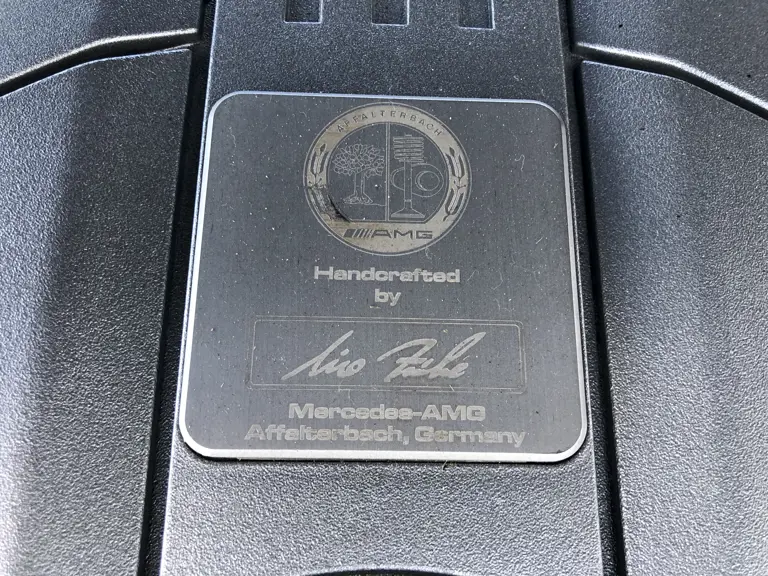 AFFALTERBACH
AMG
Handcrafted
by
Mercedes-AMG
Affalterbach, Germany